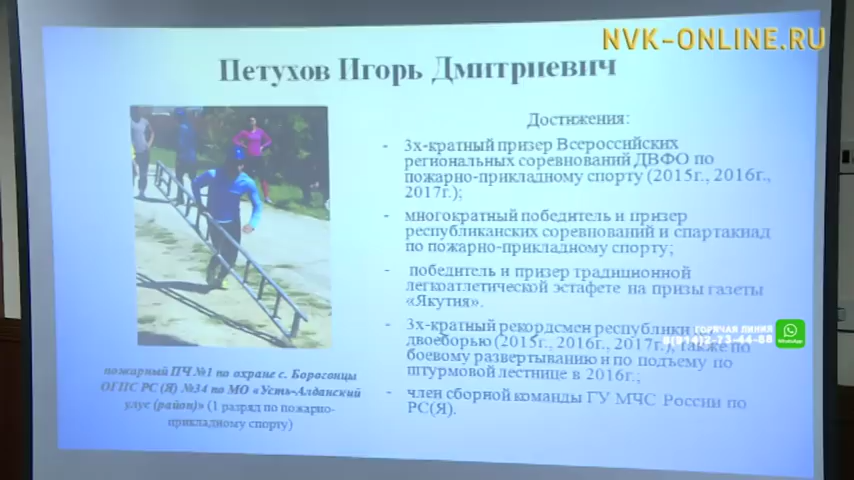 NVK-ONLINE.RU
Петухов Игорь Дмитриевич
Достижения:
- 3х-кратный призер Всероссийских
региональных соревнований ДВФО по
пожарно-прикладному спорту (2015г., 2016г.,
2017г.);
- многократный победитель и призер
республиканских соревнований и спартакиад
по пожарно-прикладному спорту;
- победитель и призер традиционной
легкоатлетической эстафете на призы газеты
«Якутия».
- 3х-кратный рекордсмен республики
двоеборью (2015г., 2016г., 2017г.), также по
боевому развертыванию и по подъему по
штурмовой лестнице в 2016г.;
- член сборной команды ГУ МЧС России по
РС(Я).
ГОРЯЧАЯ ЛИНИЯ
8(914)2-73-44-88
WhatsApp
пожарный ПЧ №1 по охране с. Борогонцы
ОГПС РС (Я) №34 по МО «Усть-Алданский
улус (район)» (1 разряд по пожарно-
прикладному спорту)